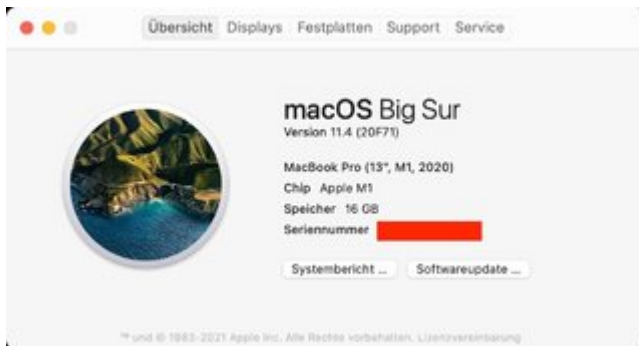 Übersicht Displays Festplatten Support Service
macOS Big Sur
Version 11.4 (20F71)
MacBook Pro (13", M1, 2020)
Chip Apple M1
Speicher 16 GB
Seriennummer
Systembericht ... Softwareupdate ...
™ und © 1983-2021 Apple Inc. Alle Rechte vorbehalten. Lizenzvereinbarung